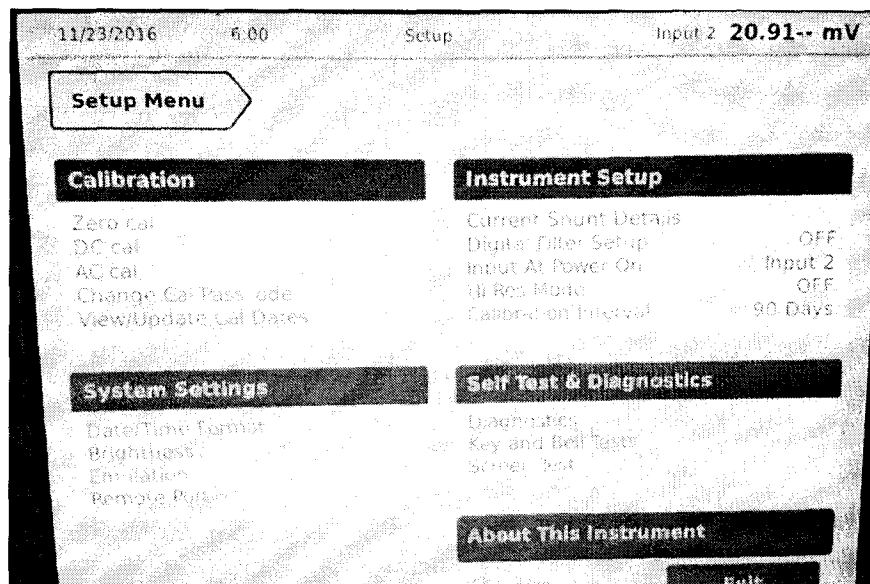 11/23/2016 6:00 Setup Input 2 20.91-- mV
Setup Menu
Calibration
Zero cal
DC cal
AC cal
Change Cal Passcode
View/Update Cal Dates
Instrument Setup
Current Shunt Details
Digital Filter Setup OFF
Input At Power On Input 2
Hi Res Mode OFF
Calibration Interval 90 Days
System Settings
Date/Time Format
Brightness
Emulation
Remote Port
Self Test & Diagnostics
Diagnostics
Key and Bell Tests
Screen Test
About This Instrument
Exit